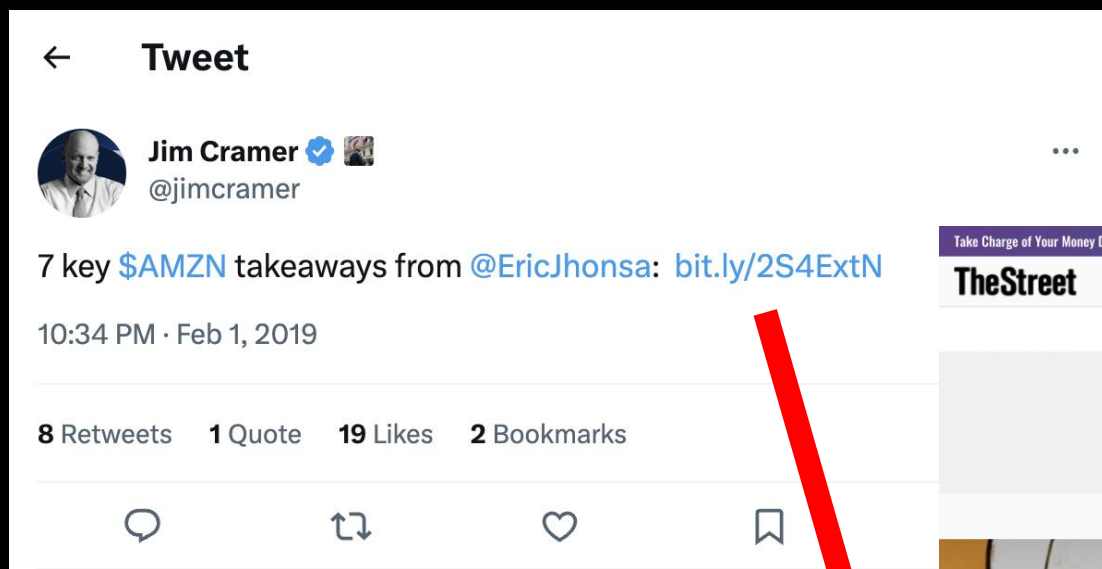 Tweet
Jim Cramer
@jimcramer
7 key $AMZN takeaways from @EricJhonsa: bit.ly/2S4ExtN
10:34 PM · Feb 1, 2019
8 Retweets 1 Quote 19 Likes 2 Bookmarks
Take Charge of Your Money
TheStreet